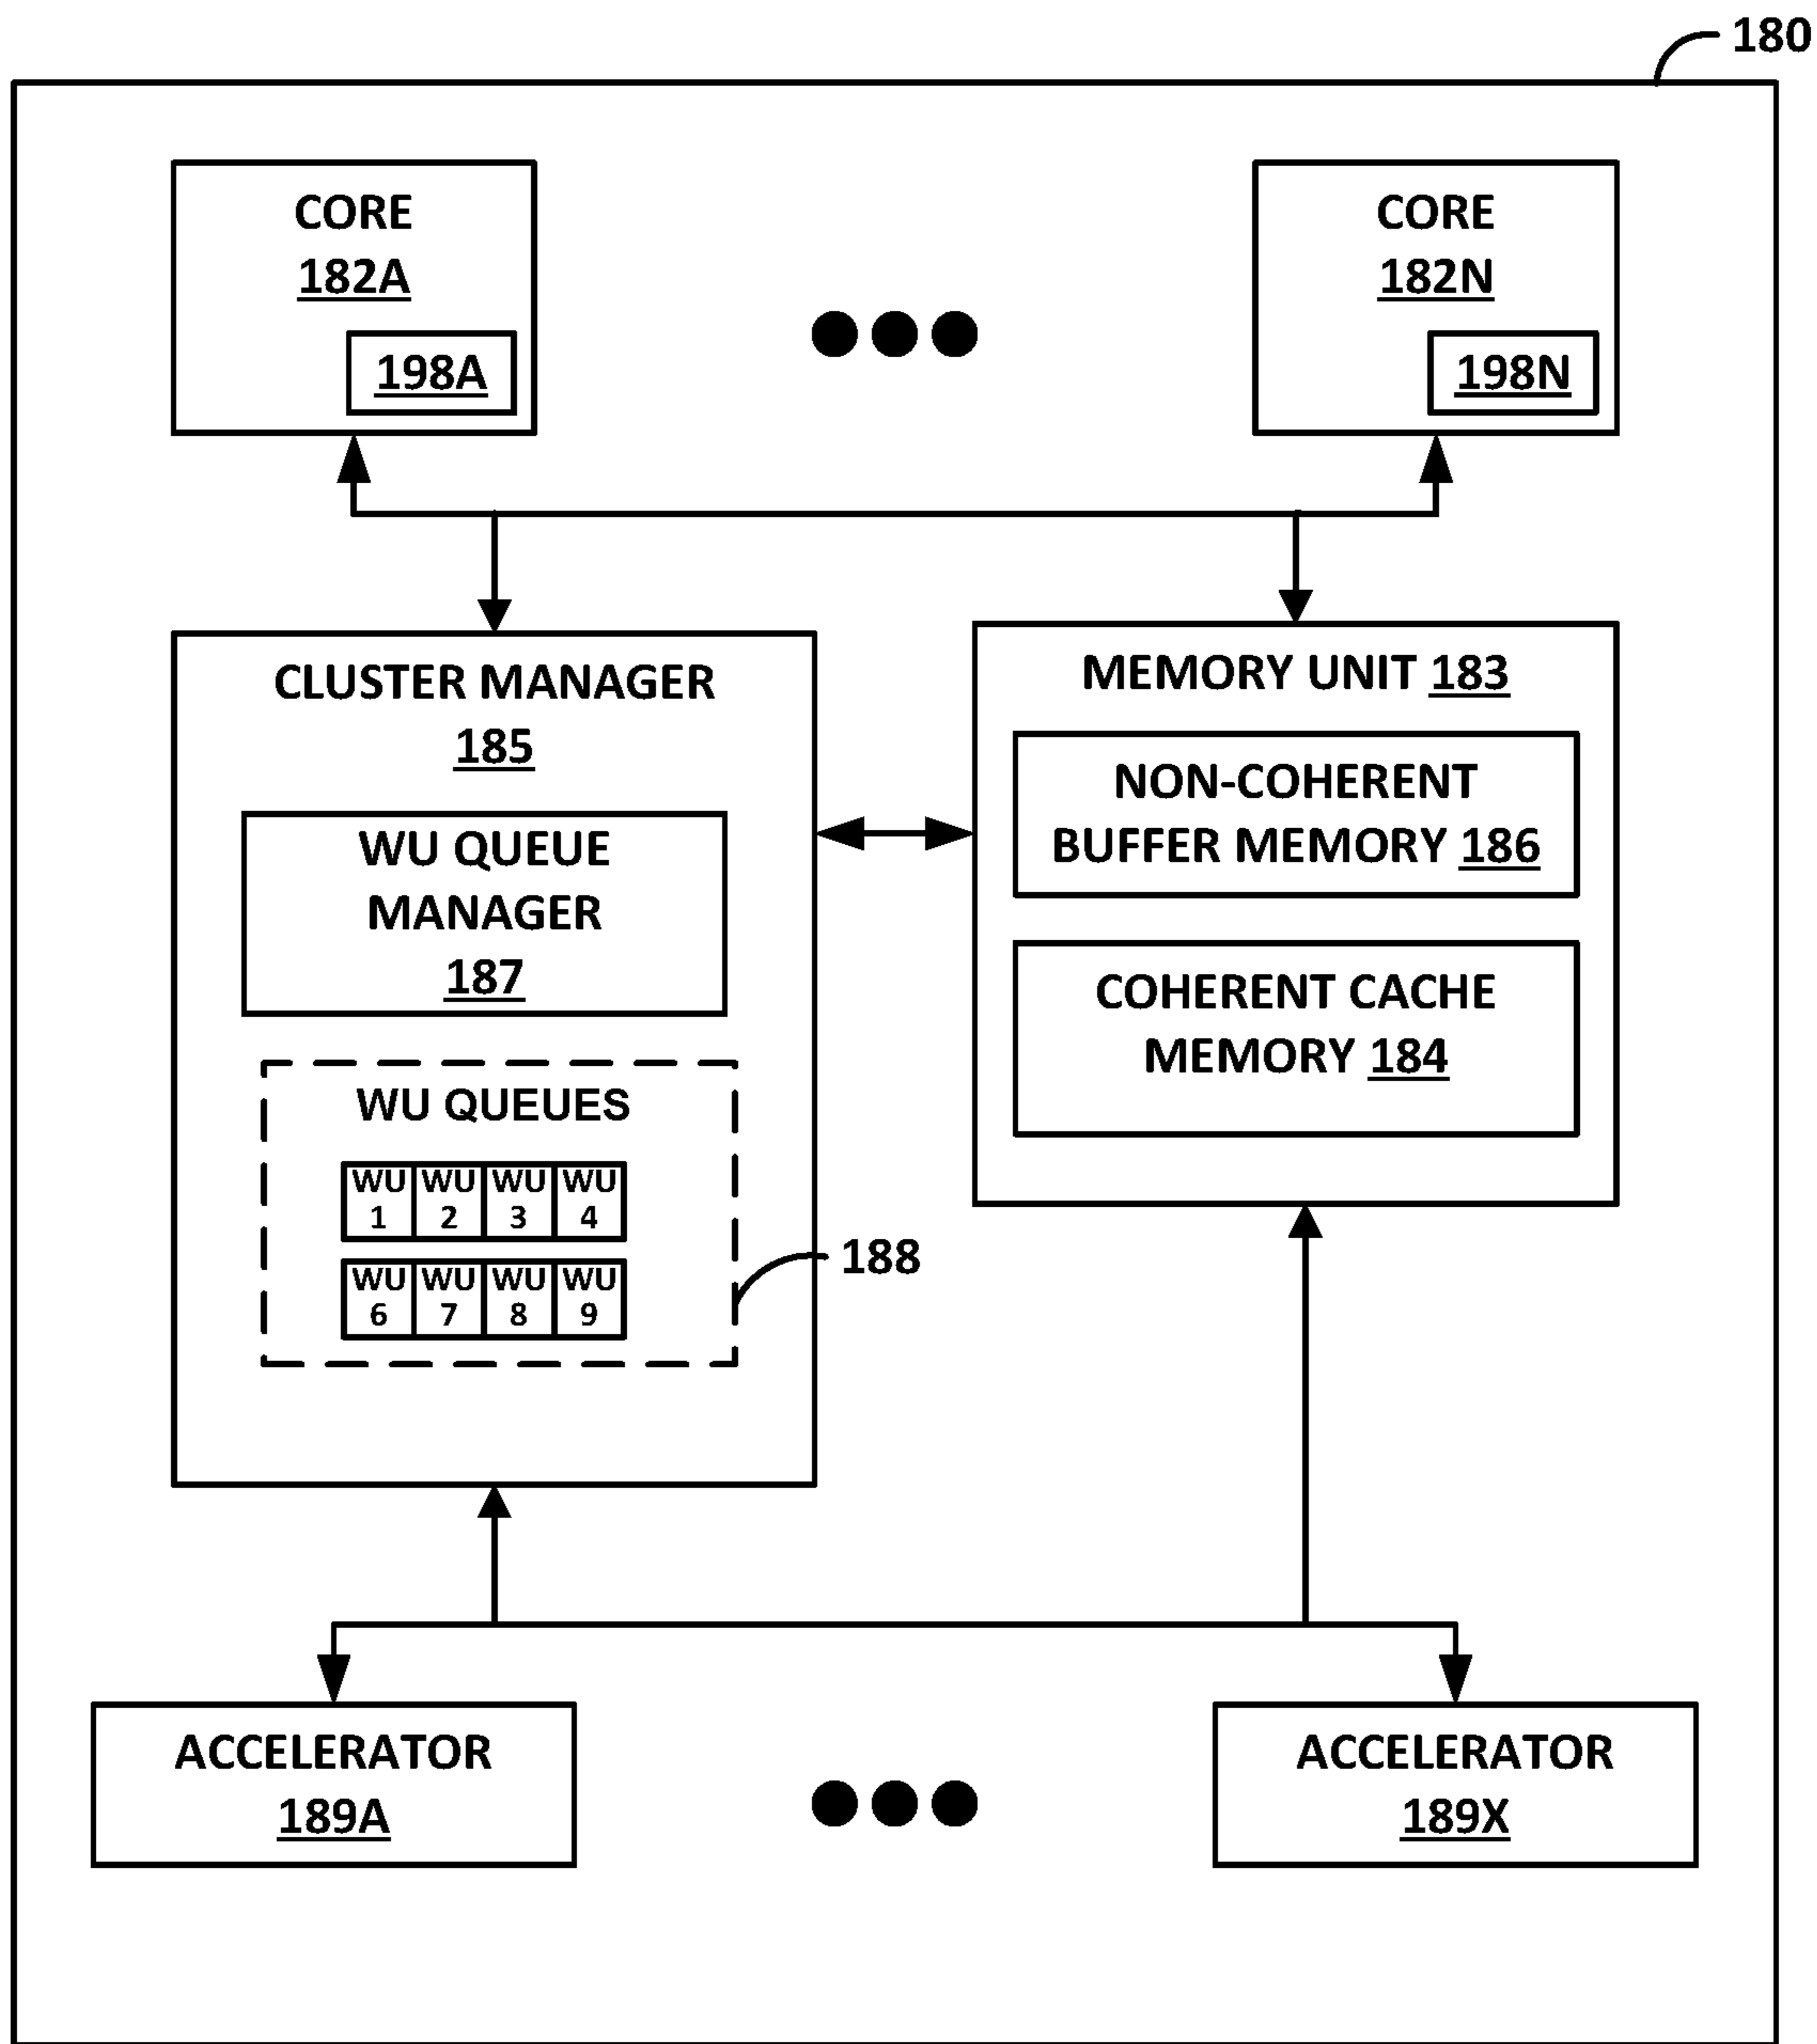 180
CORE
182A
198A
CORE
182N
198N
CLUSTER MANAGER
185
WU QUEUE
MANAGER
187
WU QUEUES
WU 1 WU 2 WU 3 WU 4
WU 6 WU 7 WU 8 WU 9
188
MEMORY UNIT 183
NON-COHERENT
BUFFER MEMORY 186
COHERENT CACHE
MEMORY 184
ACCELERATOR
189A
ACCELERATOR
189X